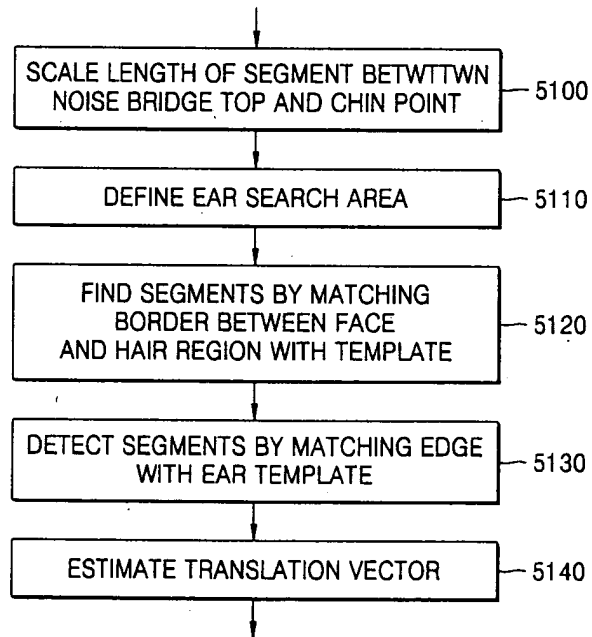 SCALE LENGTH OF SEGMENT BETWTTWN
NOISE BRIDGE TOP AND CHIN POINT
5100
DEFINE EAR SEARCH AREA
5110
FIND SEGMENTS BY MATCHING
BORDER BETWEEN FACE
AND HAIR REGION WITH TEMPLATE
5120
DETECT SEGMENTS BY MATCHING EDGE
WITH EAR TEMPLATE
5130
ESTIMATE TRANSLATION VECTOR
5140